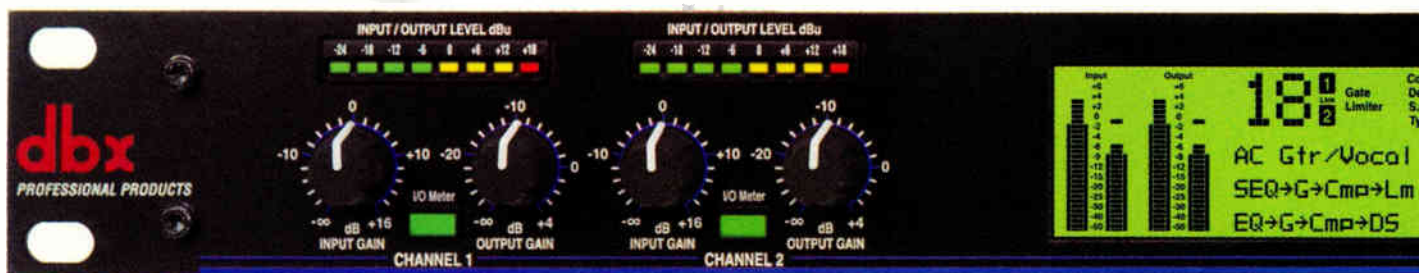 INPUT / OUTPUT LEVEL dBu
-24 -18 -12 -6 0 +6 +12 +18
INPUT / OUTPUT LEVEL dBu
-24 -18 -12 -6 0 +6 +12 +18
dbx
PROFESSIONAL PRODUCTS
0
-10 +10
-∞ dB +16
INPUT GAIN
I/O Meter
-10
-20 0
-∞ dB +4
OUTPUT GAIN
CHANNEL 1
0
-10 +10
-∞ dB +16
INPUT GAIN
I/O Meter
-10
-20 0
-∞ dB +4
OUTPUT GAIN
CHANNEL 2
Input Output
18
1
2
Gate
Limiter
AC Gtr/Vocal
SEQ→G→Cmp→Lm
EQ→G→Cmp→DS